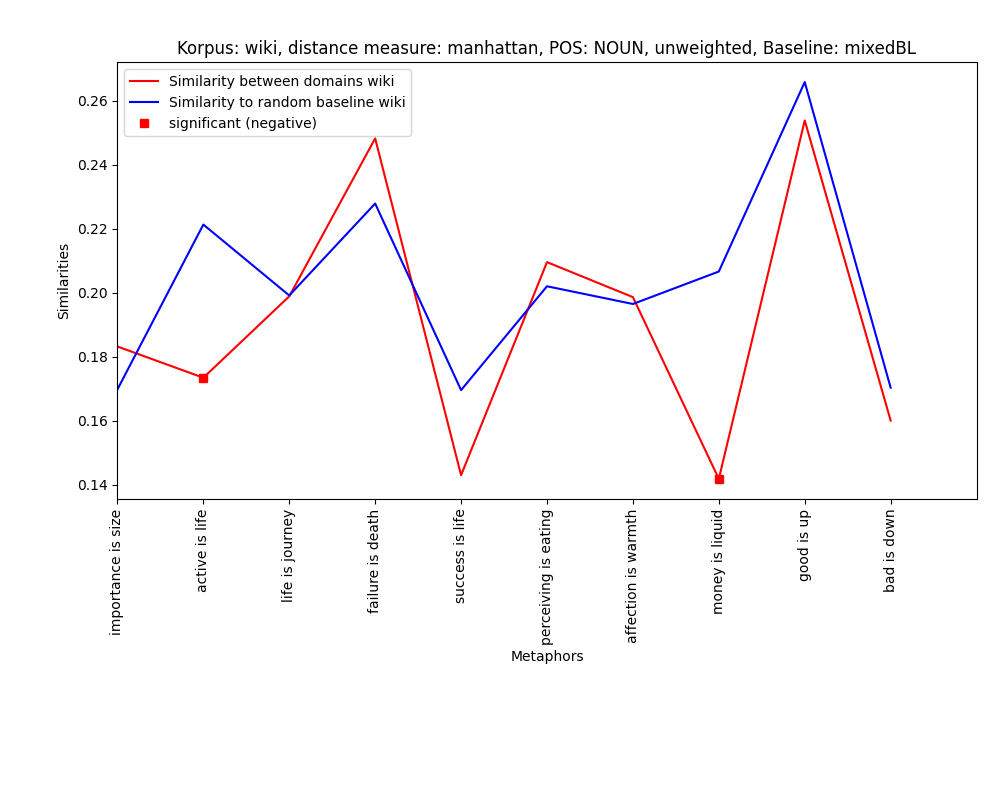 Korpus: wiki, distance measure: manhattan, POS: NOUN, unweighted, Baseline: mixedBL
Similarity between domains wiki
Similarity to random baseline wiki
significant (negative)
Similarities
0.26
0.24
0.22
0.20
0.18
0.16
0.14
importance is size
active is life
life is journey
failure is death
success is life
perceiving is eating
affection is warmth
money is liquid
good is up
bad is down
Metaphors